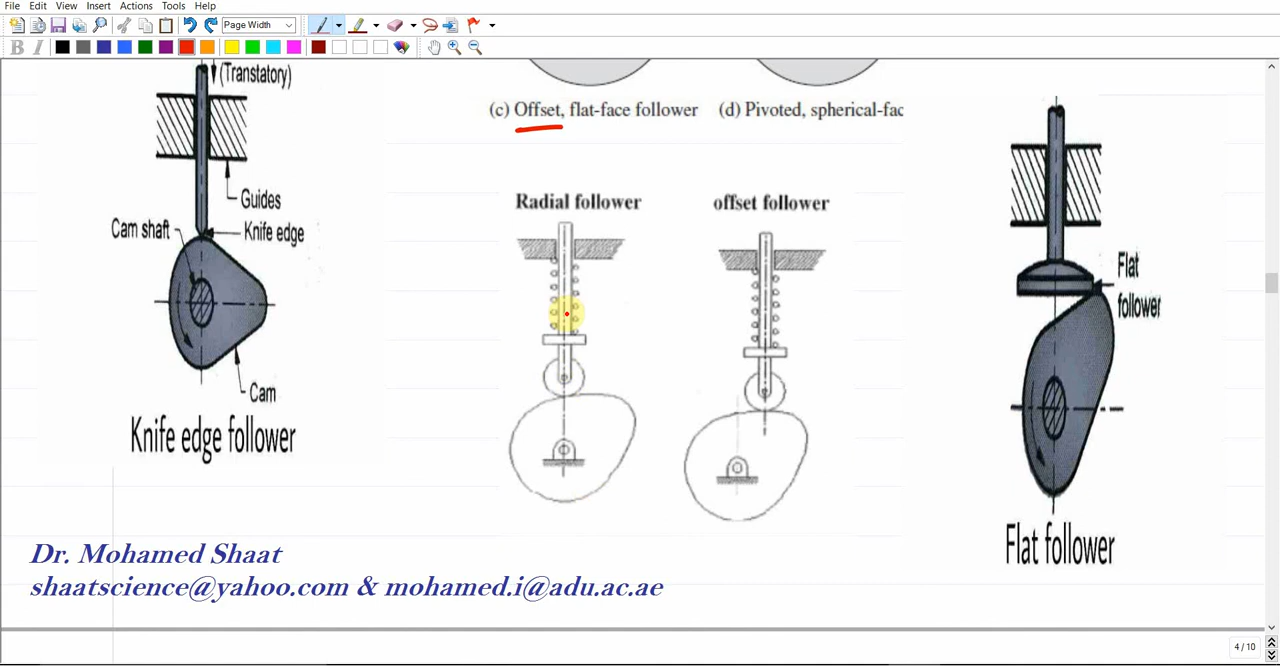 File Edit View Insert Actions Tools Help
Page Width
B I
(Transtatory)
(c) Offset, flat-face follower (d) Pivoted, spherical-fac
Guides
Cam shaft
Knife edge
Cam
Knife edge follower
Radial follower
offset follower
Flat
follower
Flat follower
Dr. Mohamed Shaat
shaatscience@yahoo.com & mohamed.i@adu.ac.ae
4 / 10